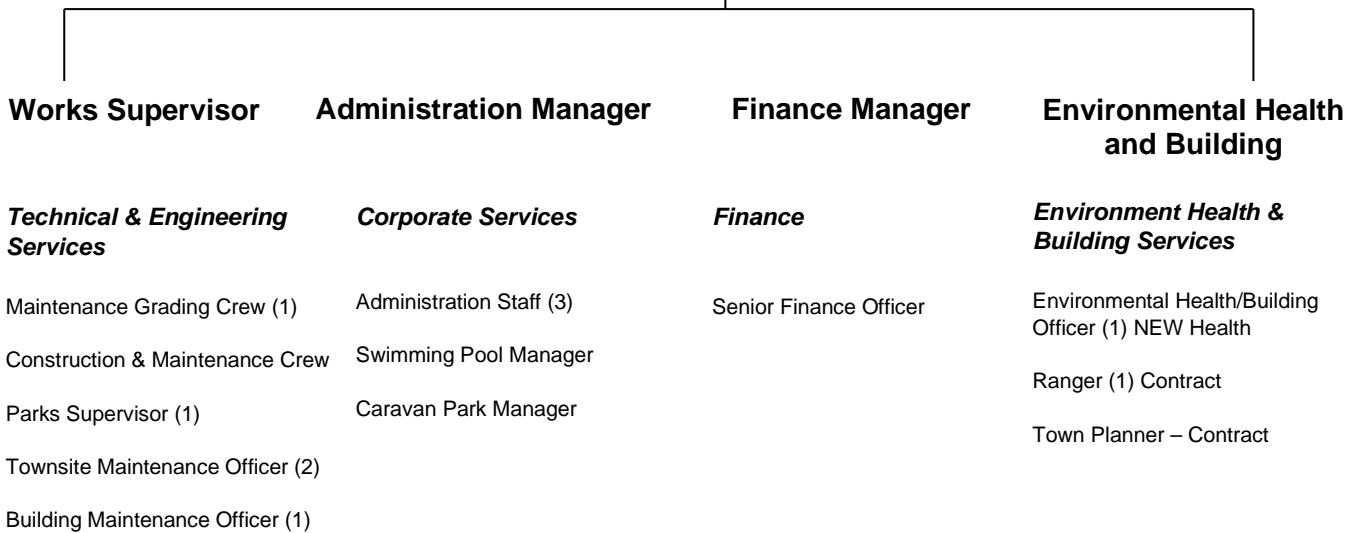 Works Supervisor
Technical & Engineering
Services
Maintenance Grading Crew (1)
Construction & Maintenance Crew
Parks Supervisor (1)
Townsite Maintenance Officer (2)
Building Maintenance Officer (1)
Administration Manager
Corporate Services
Administration Staff (3)
Swimming Pool Manager
Caravan Park Manager
Finance Manager
Finance
Senior Finance Officer
Environmental Health
and Building
Environment Health &
Building Services
Environmental Health/Building
Officer (1) NEW Health
Ranger (1) Contract
Town Planner – Contract